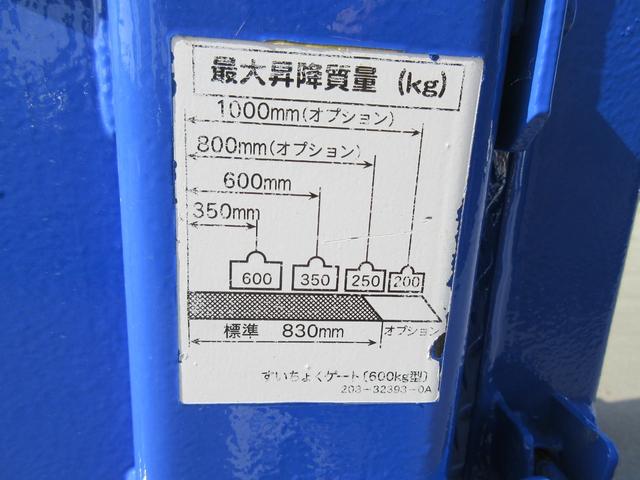 最大昇降質量 (kg)
1000mm(オプション)
800mm(オプション)
600mm
350mm
600 350 250 200
標準 830mm オプション
すいちょくゲート(600kg型)
203-32393-0A